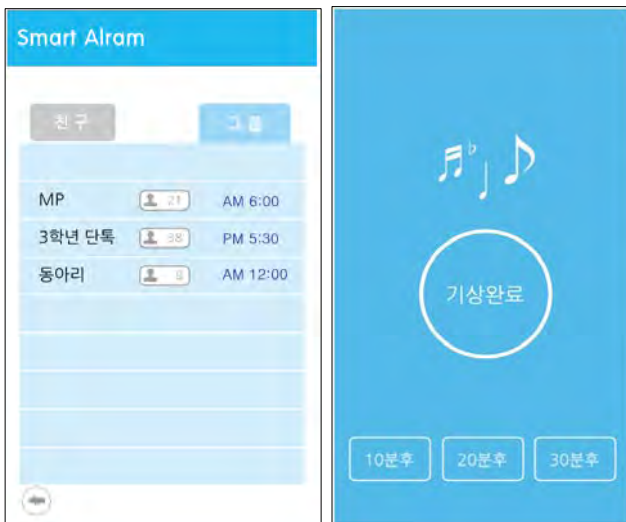 Smart Alram
친구
그룹
MP 21 AM 6:00
3학년 단톡 38 PM 5:30
동아리 AM 12:00
기상완료
10분후 20분후 30분후